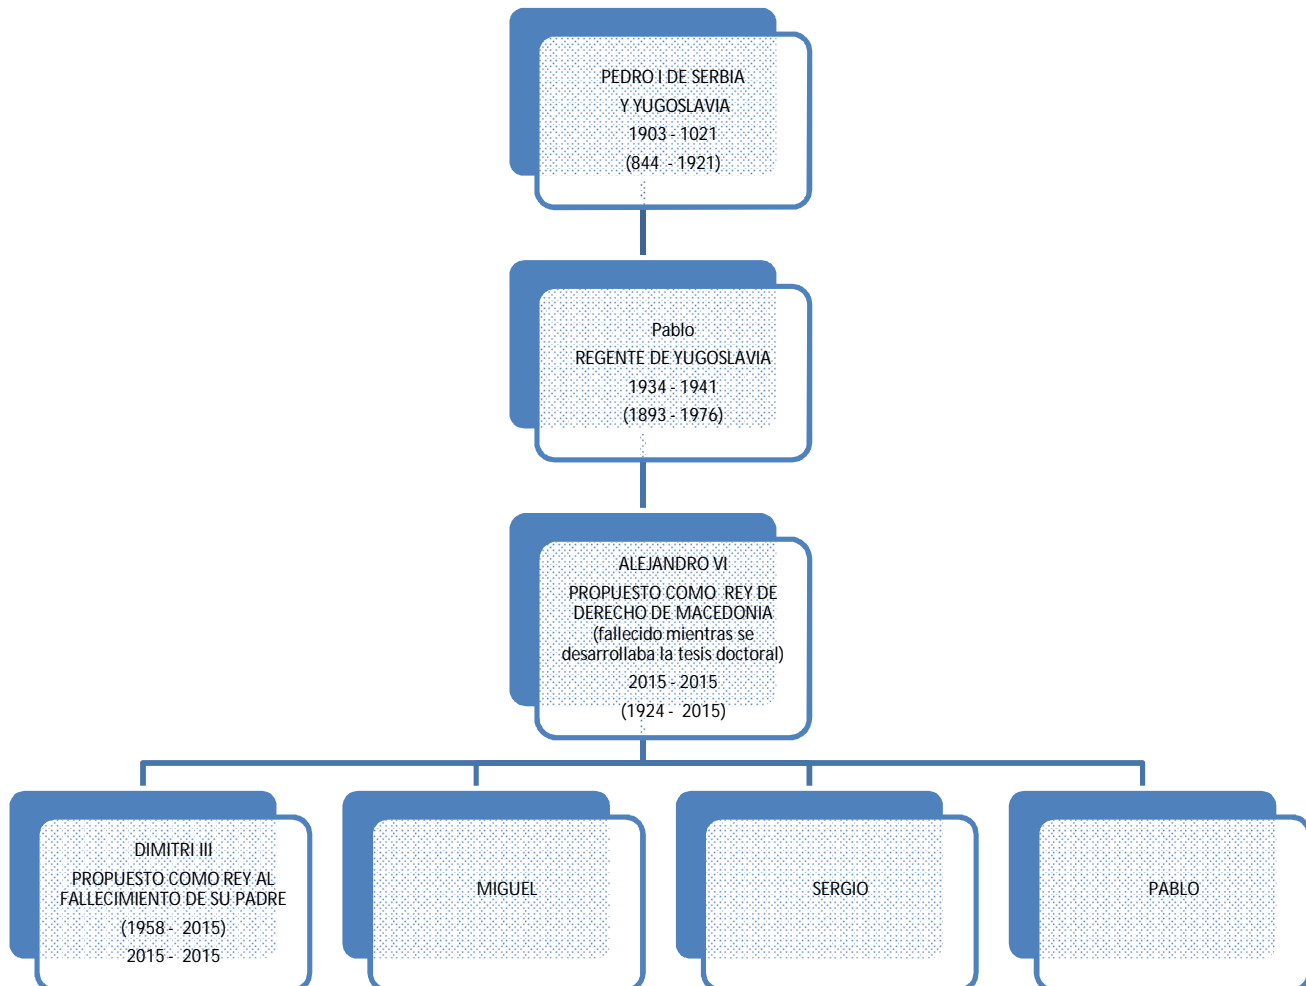 PEDRO I DE SERBIA
Y YUGOSLAVIA
1903 - 1021
(844 - 1921)
Pablo
REGENTE DE YUGOSLAVIA
1934 - 1941
(1893 - 1976)
ALEJANDRO VI
PROPUESTO COMO REY DE
DERECHO DE MACEDONIA
(fallecido mientras se
desarrollaba la tesis doctoral)
2015 - 2015
(1924 - 2015)
DIMITRI III
PROPUESTO COMO REY AL
FALLECIMIENTO DE SU PADRE
(1958 - 2015)
2015 - 2015
MIGUEL
SERGIO
PABLO